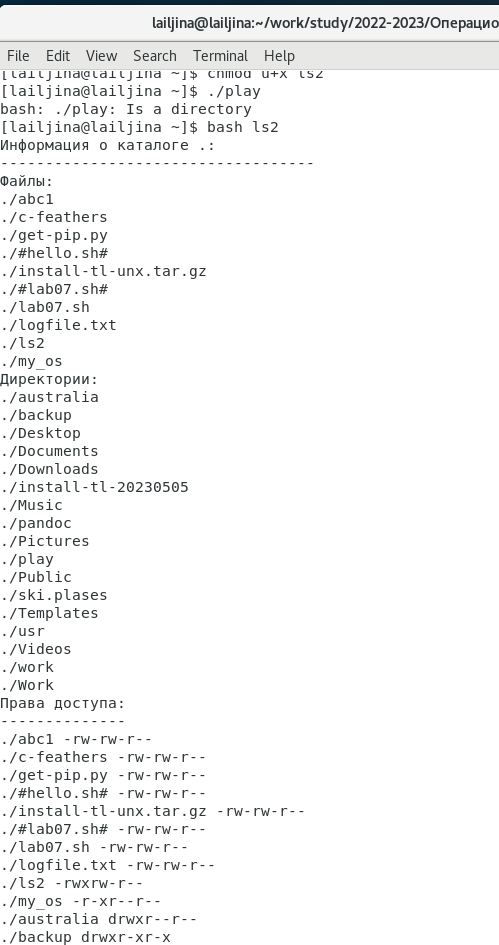 lailjina@lailjina:~/work/study/2022-2023/Операцио
File Edit View Search Terminal Help
[lailjina@lailjina ~]$ chmod u+x ls2
[lailjina@lailjina ~]$ ./play
bash: ./play: Is a directory
[lailjina@lailjina ~]$ bash ls2
Информация о каталоге .:
-----------------------------------
Файлы:
./abc1
./c-feathers
./get-pip.py
./#hello.sh#
./install-tl-unx.tar.gz
./#lab07.sh#
./lab07.sh
./logfile.txt
./ls2
./my_os
Директории:
./australia
./backup
./Desktop
./Documents
./Downloads
./install-tl-20230505
./Music
./pandoc
./Pictures
./play
./Public
./ski.plases
./Templates
./usr
./Videos
./work
./Work
Права доступа:
--------------
./abc1 -rw-rw-r--
./c-feathers -rw-rw-r--
./get-pip.py -rw-rw-r--
./#hello.sh# -rw-rw-r--
./install-tl-unx.tar.gz -rw-rw-r--
./#lab07.sh# -rw-rw-r--
./lab07.sh -rw-rw-r--
./logfile.txt -rw-rw-r--
./ls2 -rwxrw-r--
./my_os -r-xr--r--
./australia drwxr--r--
./backup drwxr-xr-x